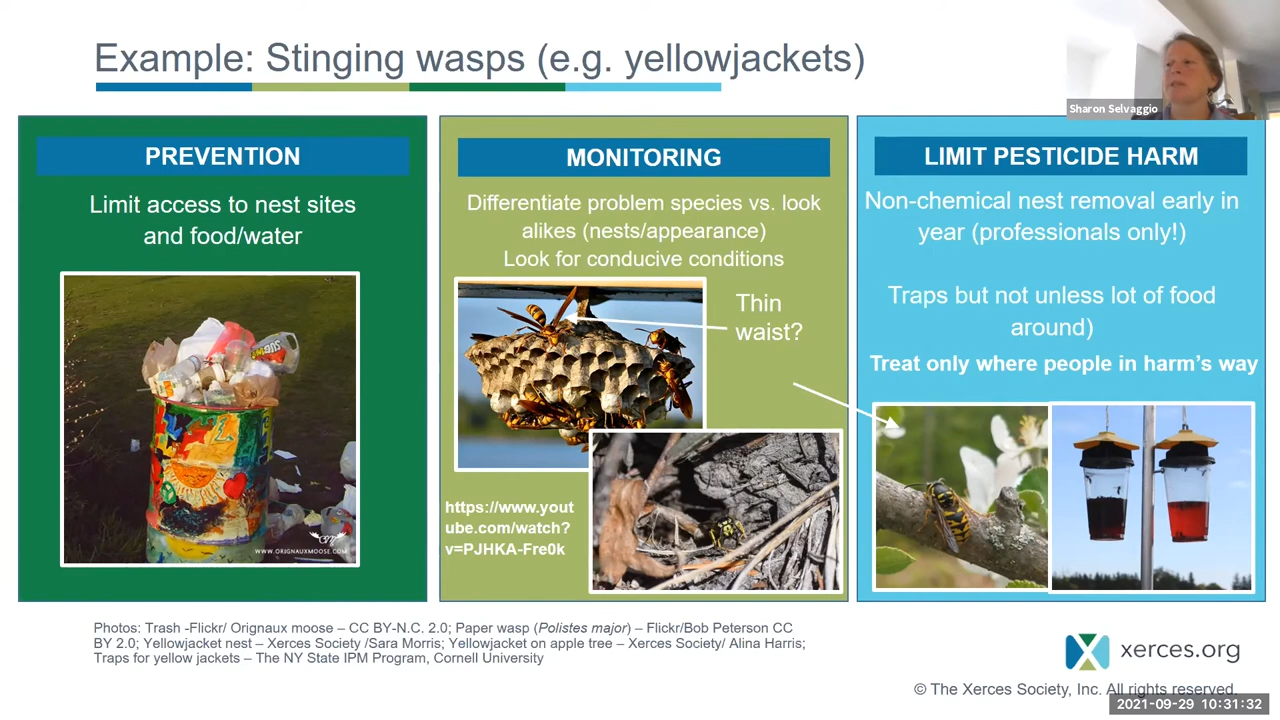 Example: Stinging wasps (e.g. yellowjackets)
Sharon Selvaggio
PREVENTION
Limit access to nest sites
and food/water
WWW.ORIGNAUXMOOSE.COM
MONITORING
Differentiate problem species vs. look
alikes (nests/appearance)
Look for conducive conditions
Thin
waist?
https://www.yout
ube.com/watch?
v=PJHKA-Fre0k
LIMIT PESTICIDE HARM
Non-chemical nest removal early in
year (professionals only!)
Traps but not unless lot of food
around)
Treat only where people in harm's way
Photos: Trash -Flickr/ Orignaux moose – CC BY-N.C. 2.0; Paper wasp (Polistes major) – Flickr/Bob Peterson CC
BY 2.0; Yellowjacket nest – Xerces Society /Sara Morris; Yellowjacket on apple tree – Xerces Society/ Alina Harris;
Traps for yellow jackets – The NY State IPM Program, Cornell University
xerces.org
© The Xerces Society, Inc. All rights reserved.
2021-09-29 10:31:32